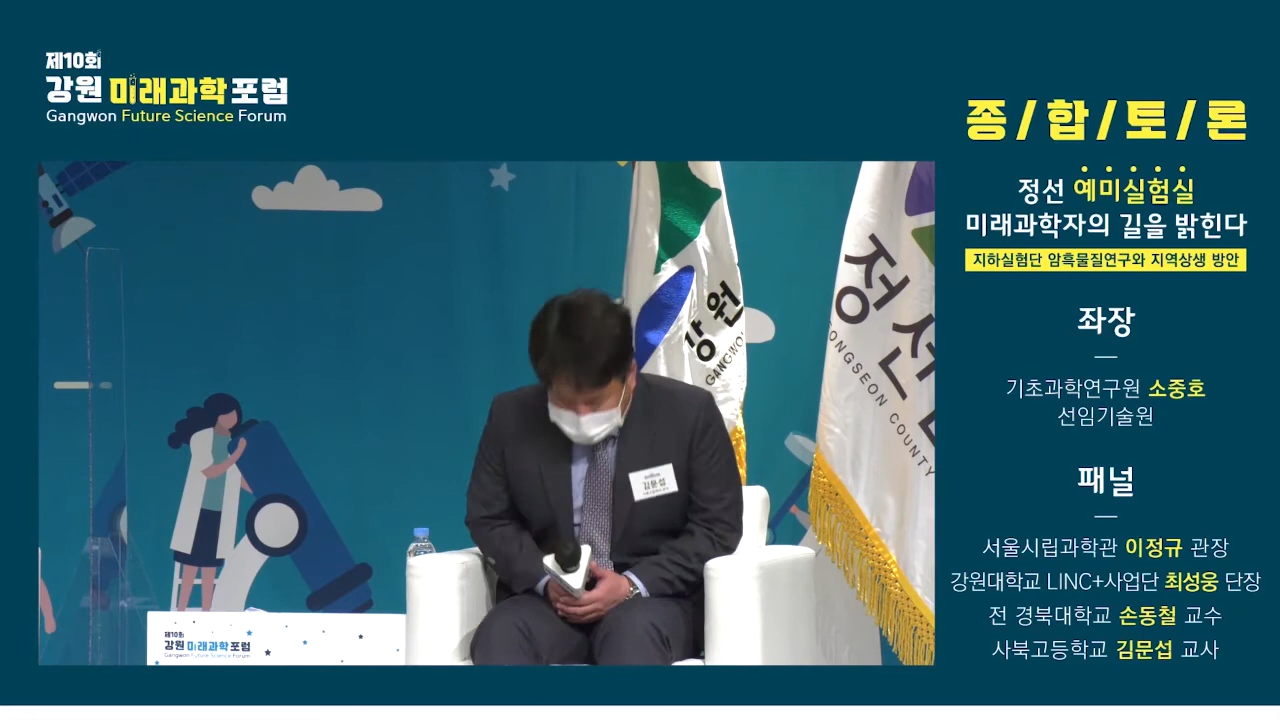 제10회
강원 미래과학 포럼
Gangwon Future Science Forum
종/합/토/론
정선 예미실험실
미래과학자의 길을 밝힌다
지하실험단 암흑물질연구와 지역상생 방안
좌장
기초과학연구원 소중호
선임기술원
패널
서울시립과학관 이정규 관장
강원대학교 LINC+사업단 최성웅 단장
전 경북대학교 손동철 교수
사북고등학교 김문섭 교사
강원
GANGWO
정선
EONGSEON COUNTY
김문섭
제10회
강원 미래과학 포럼
Gangwon Future Science Forum